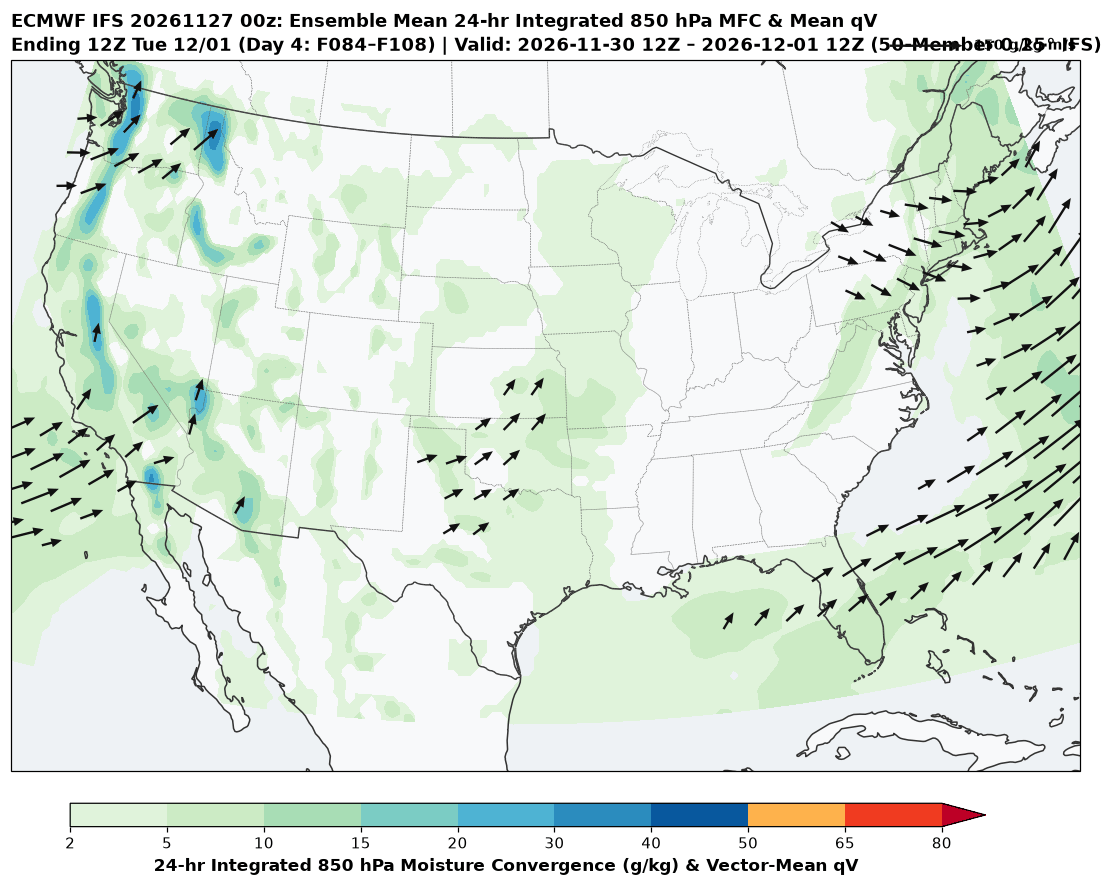 ECMWF IFS 20261127 00z: Ensemble Mean 24-hr Integrated 850 hPa MFC & Mean qV
Ending 12Z Tue 12/01 (Day 4: F084–F108) | Valid: 2026-11-30 12Z – 2026-12-01 12Z (50-Member 0.25° IFS)
150 g/kg·m/s
2 5 10 15 20 30 40 50 65 80
24-hr Integrated 850 hPa Moisture Convergence (g/kg) & Vector-Mean qV